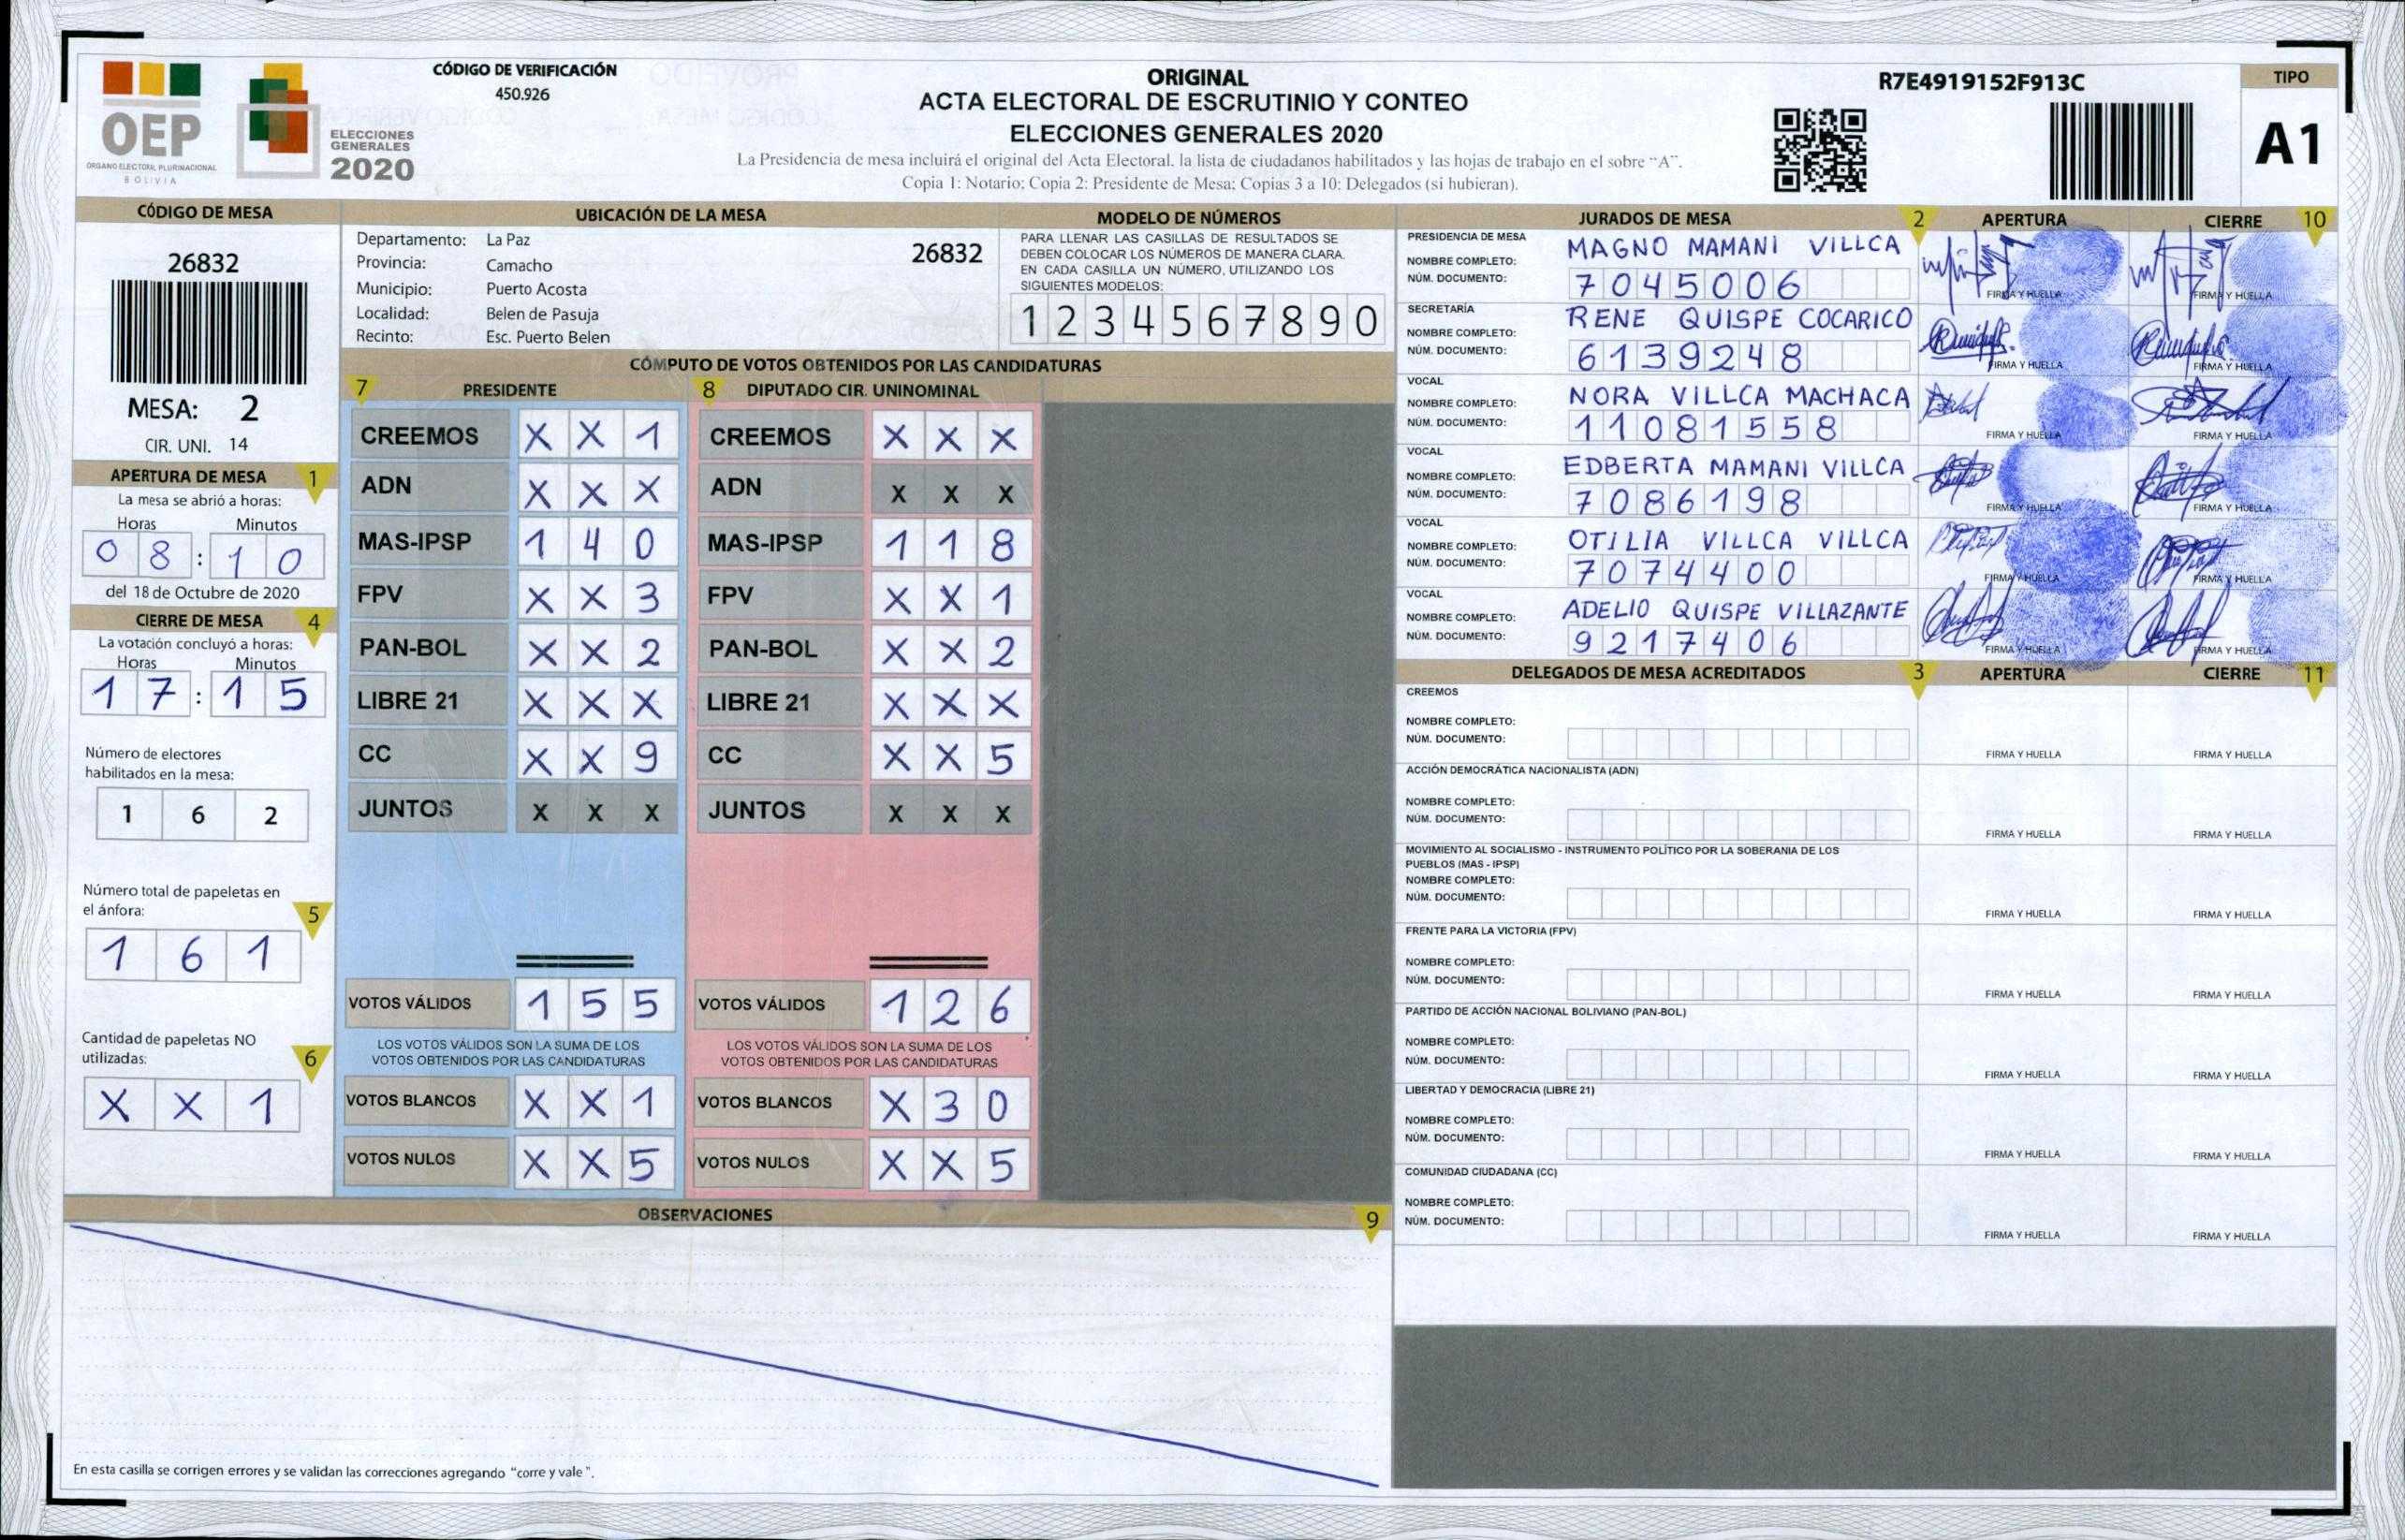 CÓDIGO DE VERIFICACIÓN
450.926
OEP
ÓRGANO ELECTORAL PLURINACIONAL
BOLIVIA
ELECCIONES
GENERALES
2020
ORIGINAL
ACTA ELECTORAL DE ESCRUTINIO Y CONTEO
ELECCIONES GENERALES 2020
La Presidencia de mesa incluirá el original del Acta Electoral, la lista de ciudadanos habilitados y las hojas de trabajo en el sobre "A".
Copia 1: Notario; Copia 2: Presidente de Mesa; Copias 3 a 10: Delegados (si hubieran).
R7E4919152F913C
TIPO
A1
CÓDIGO DE MESA
26832
MESA: 2
CIR. UNI. 14
APERTURA DE MESA 1
La mesa se abrió a horas:
Horas Minutos
08:10
del 18 de Octubre de 2020
CIERRE DE MESA 4
La votación concluyó a horas:
Horas Minutos
17:15
Número de electores
habilitados en la mesa:
1 6 2
Número total de papeletas en
el ánfora: 5
1 6 1
Cantidad de papeletas NO
utilizadas: 6
X X 1
UBICACIÓN DE LA MESA
Departamento: La Paz 26832
Provincia: Camacho
Municipio: Puerto Acosta
Localidad: Belen de Pasuja
Recinto: Esc. Puerto Belen
MODELO DE NÚMEROS
PARA LLENAR LAS CASILLAS DE RESULTADOS SE
DEBEN COLOCAR LOS NÚMEROS DE MANERA CLARA.
EN CADA CASILLA UN NÚMERO, UTILIZANDO LOS
SIGUIENTES MODELOS:
1 2 3 4 5 6 7 8 9 0
CÓMPUTO DE VOTOS OBTENIDOS POR LAS CANDIDATURAS
7 PRESIDENTE 8 DIPUTADO CIR. UNINOMINAL
CREEMOS X X 1 CREEMOS X X X
ADN X X X ADN X X X
MAS-IPSP 1 4 0 MAS-IPSP 1 1 8
FPV X X 3 FPV X X 1
PAN-BOL X X 2 PAN-BOL X X 2
LIBRE 21 X X X LIBRE 21 X X X
CC X X 9 CC X X 5
JUNTOS X X X JUNTOS X X X
VOTOS VÁLIDOS 1 5 5 VOTOS VÁLIDOS 1 2 6
LOS VOTOS VÁLIDOS SON LA SUMA DE LOS LOS VOTOS VÁLIDOS SON LA SUMA DE LOS
VOTOS OBTENIDOS POR LAS CANDIDATURAS VOTOS OBTENIDOS POR LAS CANDIDATURAS
VOTOS BLANCOS X X 1 VOTOS BLANCOS X 3 0
VOTOS NULOS X X 5 VOTOS NULOS X X 5
OBSERVACIONES 9
En esta casilla se corrigen errores y se validan las correcciones agregando "corre y vale".
JURADOS DE MESA 2 APERTURA CIERRE 10
PRESIDENCIA DE MESA
NOMBRE COMPLETO: MAGNO MAMANI VILLCA
NÚM. DOCUMENTO: 7045006 FIRMA Y HUELLA FIRMA Y HUELLA
SECRETARÍA
NOMBRE COMPLETO: RENE QUISPE COCARICO
NÚM. DOCUMENTO: 6139248 FIRMA Y HUELLA FIRMA Y HUELLA
VOCAL
NOMBRE COMPLETO: NORA VILLCA MACHACA
NÚM. DOCUMENTO: 11081558 FIRMA Y HUELLA FIRMA Y HUELLA
VOCAL
NOMBRE COMPLETO: EDBERTA MAMANI VILLCA
NÚM. DOCUMENTO: 7086198 FIRMA Y HUELLA FIRMA Y HUELLA
VOCAL
NOMBRE COMPLETO: OTILIA VILLCA VILLCA
NÚM. DOCUMENTO: 7074400 FIRMA Y HUELLA FIRMA Y HUELLA
VOCAL
NOMBRE COMPLETO: ADELIO QUISPE VILLAZANTE
NÚM. DOCUMENTO: 9217406 FIRMA Y HUELLA FIRMA Y HUELLA
DELEGADOS DE MESA ACREDITADOS 3 APERTURA CIERRE 11
CREEMOS
NOMBRE COMPLETO:
NÚM. DOCUMENTO: FIRMA Y HUELLA FIRMA Y HUELLA
ACCIÓN DEMOCRÁTICA NACIONALISTA (ADN)
NOMBRE COMPLETO:
NÚM. DOCUMENTO: FIRMA Y HUELLA FIRMA Y HUELLA
MOVIMIENTO AL SOCIALISMO - INSTRUMENTO POLÍTICO POR LA SOBERANIA DE LOS
PUEBLOS (MAS - IPSP)
NOMBRE COMPLETO:
NÚM. DOCUMENTO: FIRMA Y HUELLA FIRMA Y HUELLA
FRENTE PARA LA VICTORIA (FPV)
NOMBRE COMPLETO:
NÚM. DOCUMENTO: FIRMA Y HUELLA FIRMA Y HUELLA
PARTIDO DE ACCIÓN NACIONAL BOLIVIANO (PAN-BOL)
NOMBRE COMPLETO:
NÚM. DOCUMENTO: FIRMA Y HUELLA FIRMA Y HUELLA
LIBERTAD Y DEMOCRACIA (LIBRE 21)
NOMBRE COMPLETO:
NÚM. DOCUMENTO: FIRMA Y HUELLA FIRMA Y HUELLA
COMUNIDAD CIUDADANA (CC)
NOMBRE COMPLETO:
NÚM. DOCUMENTO: FIRMA Y HUELLA FIRMA Y HUELLA